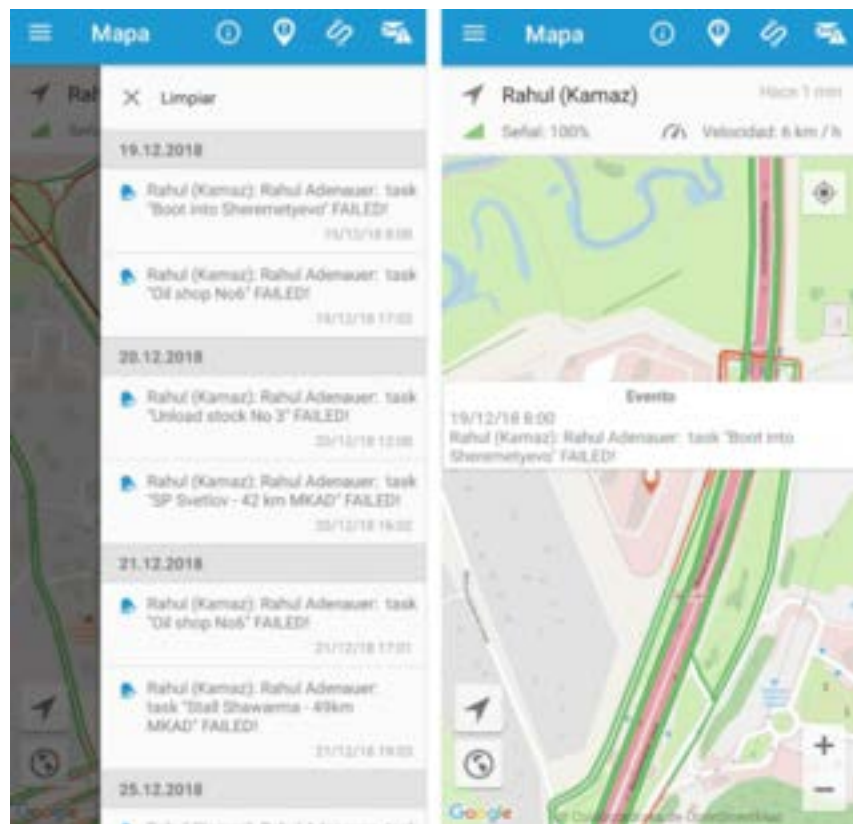 Mapa
Rah
Limpiar
19.12.2018
Rahul (Kamaz): Rahul Adenauer: task
"Boot into Sheremetyevo" FAILED!
19/12/18 8:00
Rahul (Kamaz): Rahul Adenauer: task
"Oil shop No6" FAILED!
19/12/18 17:02
20.12.2018
Rahul (Kamaz): Rahul Adenauer: task
"Unload stock No 3" FAILED!
20/12/18 12:00
Rahul (Kamaz): Rahul Adenauer: task
"SP Svetlov - 42 km MKAD" FAILED!
20/12/18 16:02
21.12.2018
Rahul (Kamaz): Rahul Adenauer: task
"Oil shop No6" FAILED!
21/12/18 17:01
Rahul (Kamaz): Rahul Adenauer:
task "Stall Shawarma - 49km
MKAD" FAILED!
21/12/18 19:03
25.12.2018
Google
Mapa
Rahul (Kamaz)
Hace 1 min
Señal: 100%
Velocidad: 6 km / h
Evento
19/12/18 8:00
Rahul (Kamaz): Rahul Adenauer: task "Boot into
Sheremetyevo" FAILED!
Google